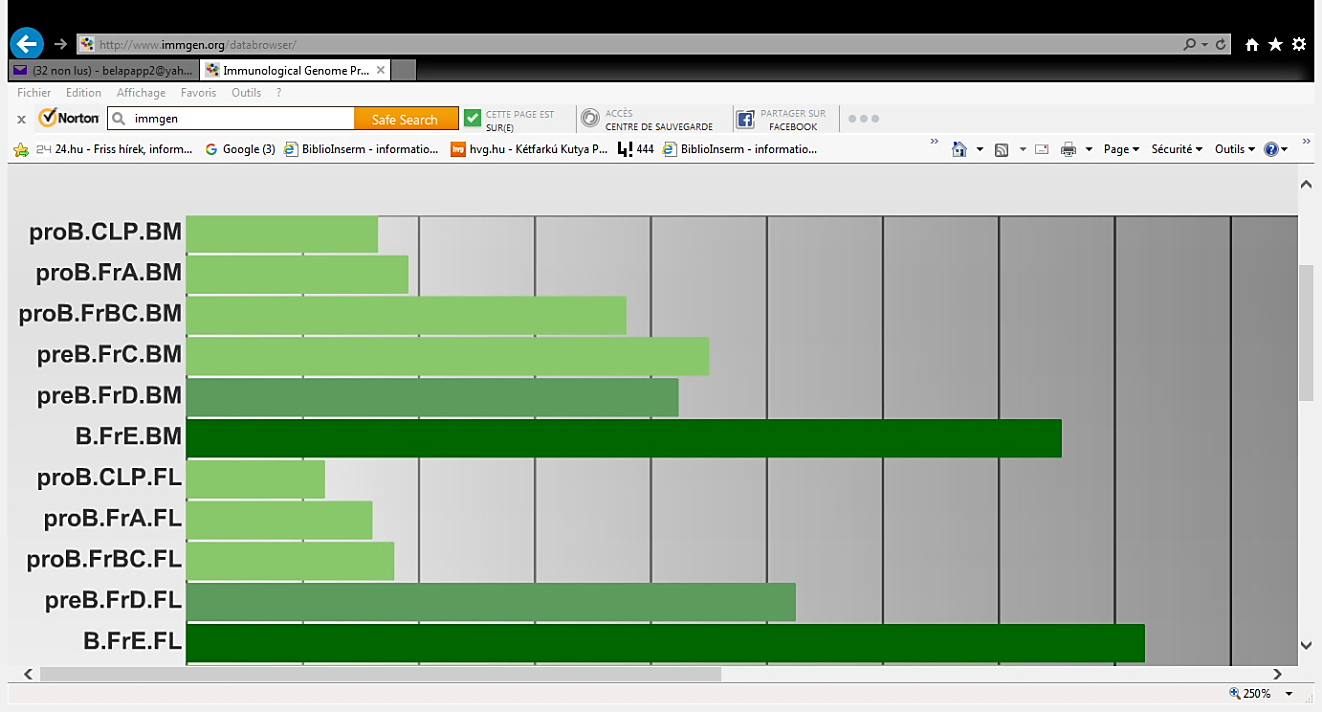 http://www.immgen.org/databrowser/
(32 non lus) - belapapp2@yah...
Immunological Genome Pr...
Fichier Edition Affichage Favoris Outils ?
x Norton immgen Safe Search CETTE PAGE EST SUR(E) ACCÈS CENTRE DE SAUVEGARDE PARTAGER SUR FACEBOOK
24 24.hu - Friss hírek, inform... G Google (3) BiblioInserm - informatio... hvg hvg.hu - Kétfarkú Kutya P... 4! 444 BiblioInserm - informatio... » Page Sécurité Outils ? »
proB.CLP.BM
proB.FrA.BM
proB.FrBC.BM
preB.FrC.BM
preB.FrD.BM
B.FrE.BM
proB.CLP.FL
proB.FrA.FL
proB.FrBC.FL
preB.FrD.FL
B.FrE.FL
250%